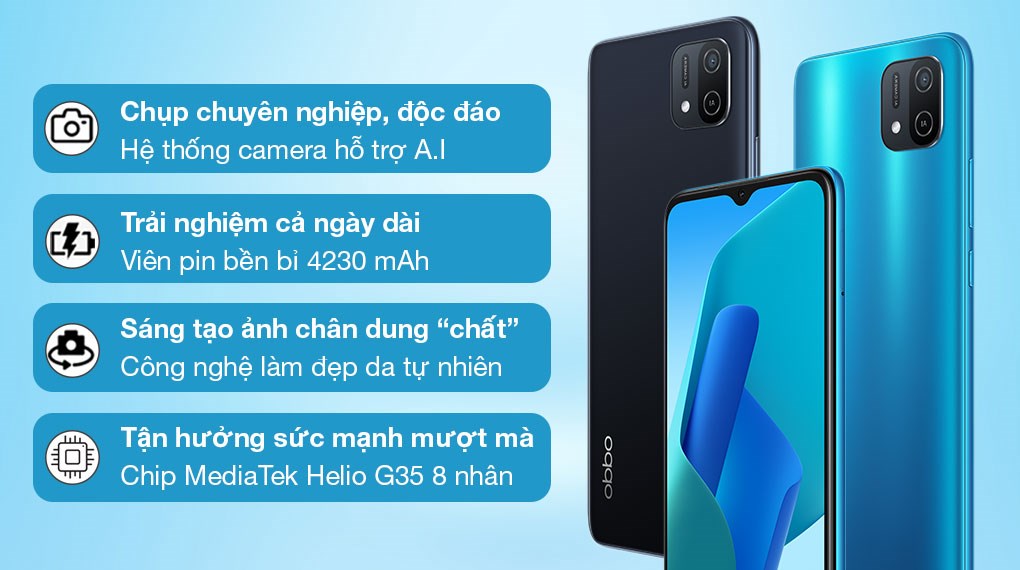 Chụp chuyên nghiệp, độc đáo
Hệ thống camera hỗ trợ A.I
Trải nghiệm cả ngày dài
Viên pin bền bỉ 4230 mAh
Sáng tạo ảnh chân dung “chất”
Công nghệ làm đẹp da tự nhiên
Tận hưởng sức mạnh mượt mà
Chip MediaTek Helio G35 8 nhân
oppo